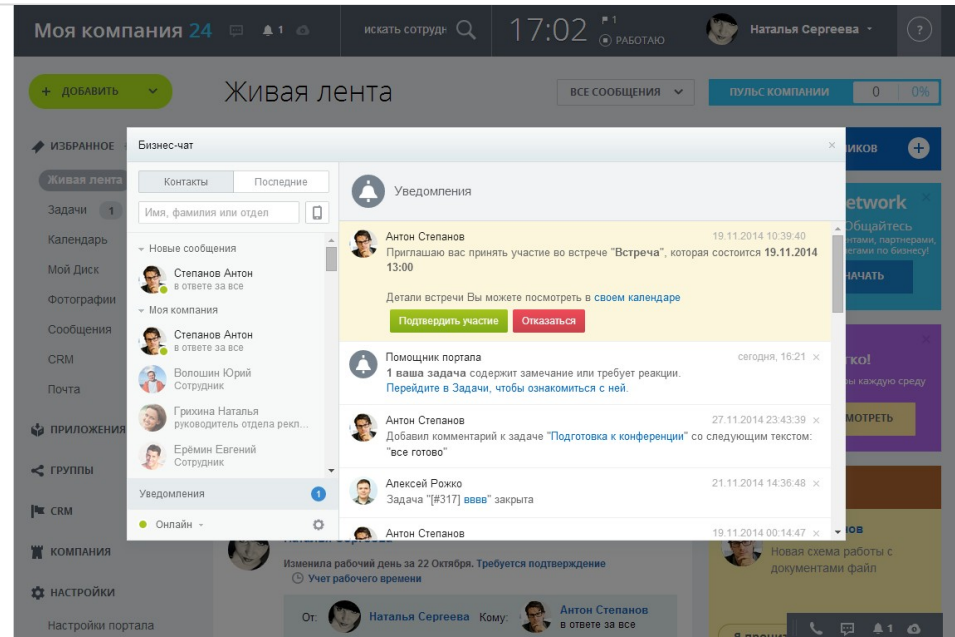 Моя компания 24
1
искать сотрудн
17:02
1
РАБОТАЮ
Наталья Сергеева
?
+ ДОБАВИТЬ
Живая лента
ВСЕ СООБЩЕНИЯ
ПУЛЬС КОМПАНИИ 0 0%
ИЗБРАННОЕ
Живая лента
Задачи 1
Календарь
Мой Диск
Фотографии
Сообщения
CRM
Почта
ПРИЛОЖЕНИЯ
ГРУППЫ
CRM
КОМПАНИЯ
НАСТРОЙКИ
Настройки портала
Бизнес-чат
Контакты Последние
Имя, фамилия или отдел
Новые сообщения
Степанов Антон
в ответе за все
Моя компания
Степанов Антон
в ответе за все
Волошин Юрий
Сотрудник
Грихина Наталья
руководитель отдела рекл...
Ерёмин Евгений
Сотрудник
Уведомления 1
Онлайн
Уведомления
Антон Степанов 19.11.2014 10:39:40
Приглашаю вас принять участие во встрече "Встреча", которая состоится 19.11.2014
13:00
Детали встречи Вы можете посмотреть в своем календаре
Подтвердить участие Отказаться
Помощник портала сегодня, 16:21
1 ваша задача содержит замечание или требует реакции.
Перейдите в Задачи, чтобы ознакомиться с ней.
Антон Степанов 27.11.2014 23:43:39
Добавил комментарий к задаче "Подготовка к конференции" со следующим текстом:
"все готово"
Алексей Рожко 21.11.2014 14:36:48
Задача "[#317] вввв" закрыта
Антон Степанов 19.11.2014 00:14:47
ИКОВ
etwork
Общайтесь
нтами, партнерами,
егами по бизнесу!
НАЧАТЬ
гко!
вы каждую среду
МОТРЕТЬ
нов
Новая схема работы с
документами файл
Изменила рабочий день за 22 Октября. Требуется подтверждение
Учет рабочего времени
От: Наталья Сергеева Кому: Антон Степанов
в ответе за все
1